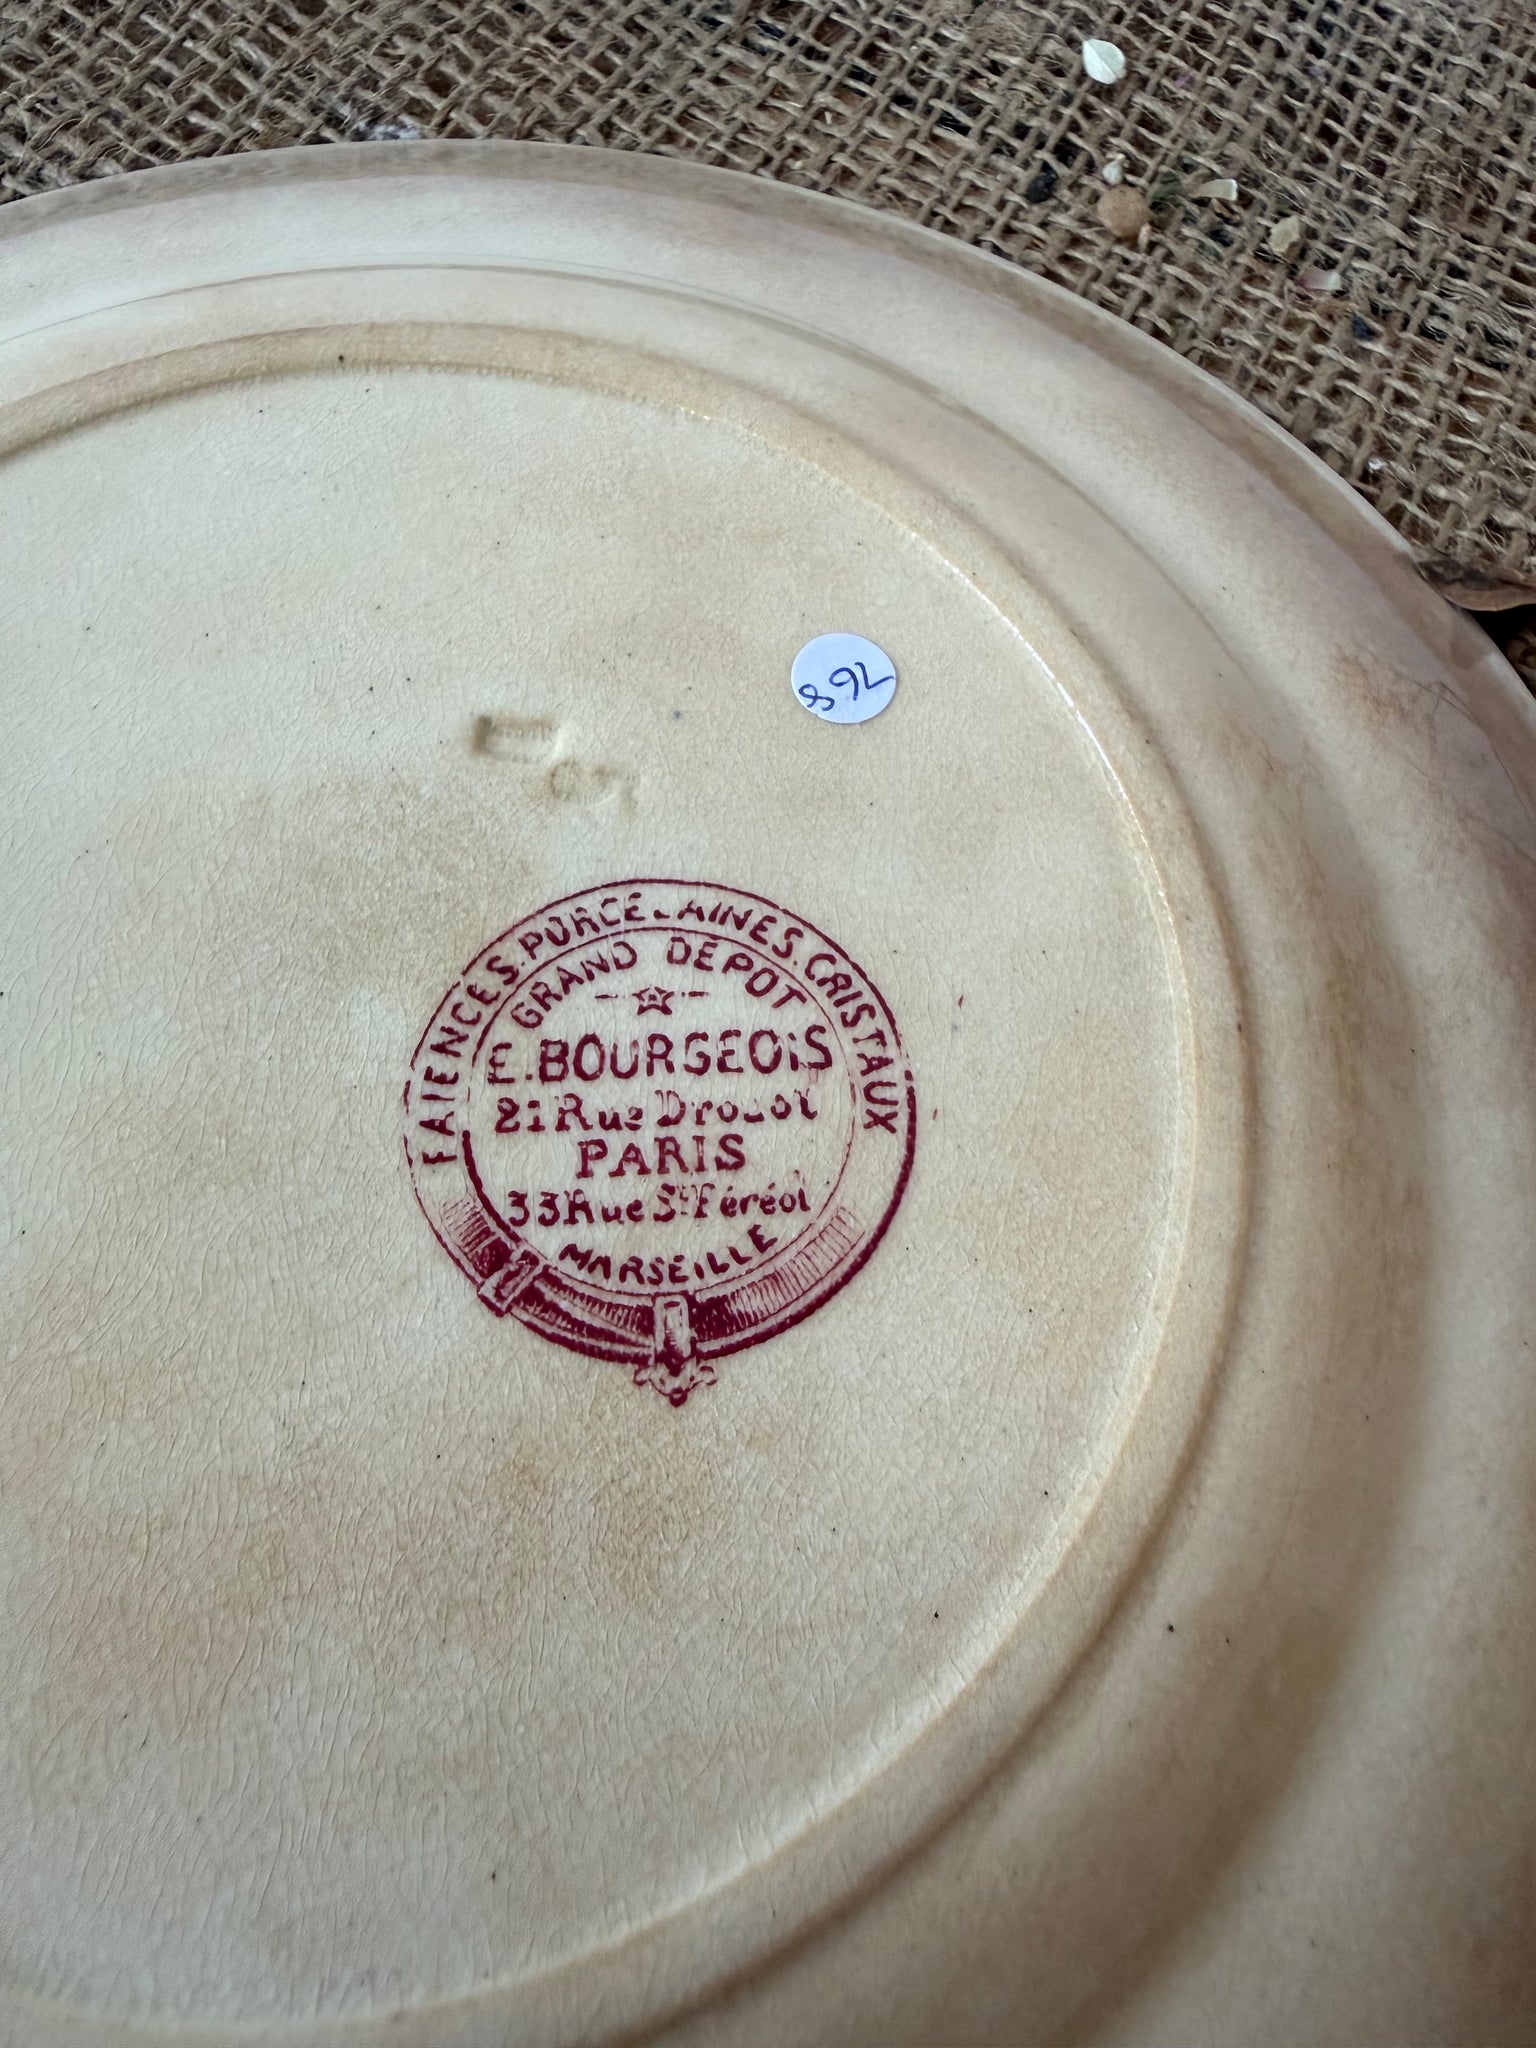 892
FAIENCES.PORCELAINES.CRISTAUX
GRAND DEPOT
E.BOURGEOIS
21 Rue Drouot
PARIS
33 Rue St Féréol
MARSEILLE